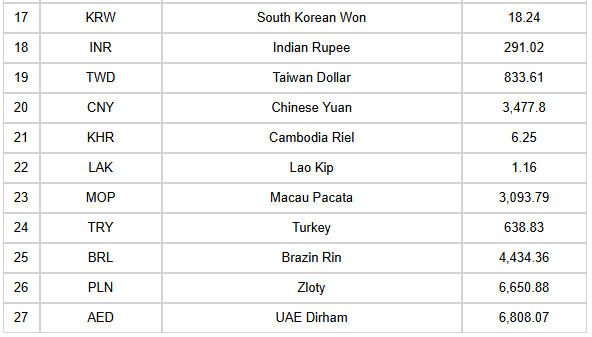 17 KRW South Korean Won 18.24
18 INR Indian Rupee 291.02
19 TWD Taiwan Dollar 833.61
20 CNY Chinese Yuan 3,477.8
21 KHR Cambodia Riel 6.25
22 LAK Lao Kip 1.16
23 MOP Macau Pacata 3,093.79
24 TRY Turkey 638.83
25 BRL Brazin Rin 4,434.36
26 PLN Zloty 6,650.88
27 AED UAE Dirham 6,808.07